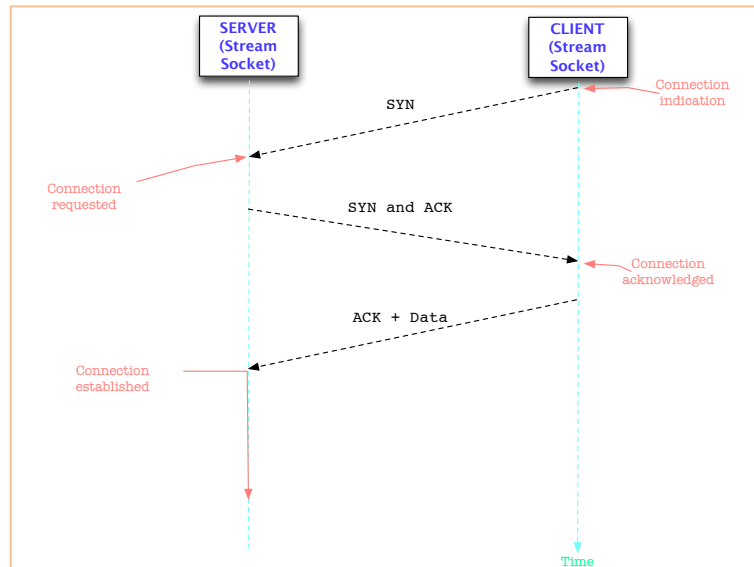 SERVER
(Stream
Socket)
CLIENT
(Stream
Socket)
Connection
indication
SYN
Connection
requested
SYN and ACK
Connection
acknowledged
ACK + Data
Connection
established
Time